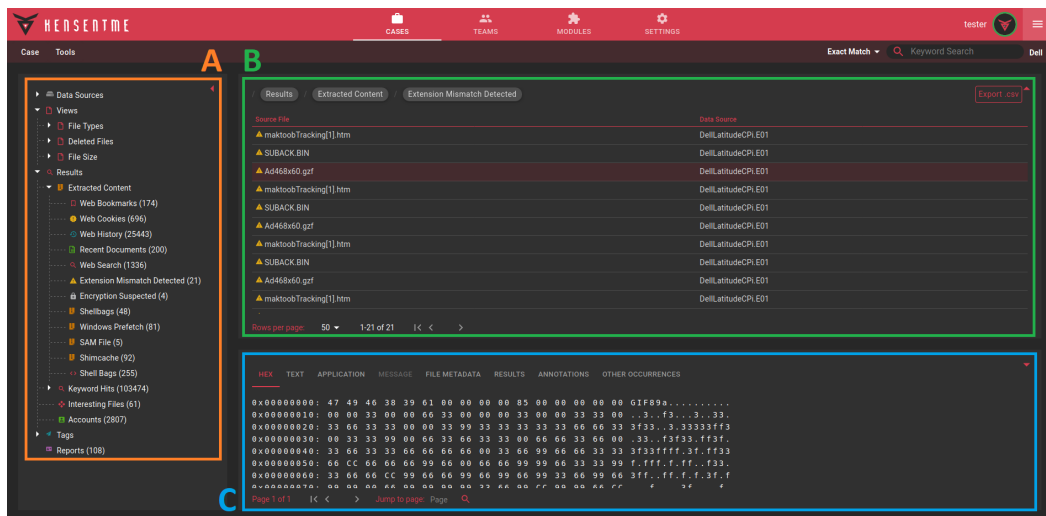 HENSENTME
CASES TEAMS MODULES SETTINGS
tester
Case Tools
Exact Match Keyword Search Dell
A B
Data Sources
Views
File Types
Deleted Files
File Size
Results
Extracted Content
Web Bookmarks (174)
Web Cookies (696)
Web History (25443)
Recent Documents (200)
Web Search (1336)
Extension Mismatch Detected (21)
Encryption Suspected (4)
Shellbags (48)
Windows Prefetch (81)
SAM File (5)
Shimcache (92)
Shell Bags (255)
Keyword Hits (103474)
Interesting Files (61)
Accounts (2807)
Tags
Reports (108)
/ Results / Extracted Content / Extension Mismatch Detected Export .csv
Source File Data Source
maktoobTracking[1].htm DellLatitudeCPi.E01
SUBACK.BIN DellLatitudeCPi.E01
Ad468x60.gzf DellLatitudeCPi.E01
maktoobTracking[1].htm DellLatitudeCPi.E01
SUBACK.BIN DellLatitudeCPi.E01
Ad468x60.gzf DellLatitudeCPi.E01
maktoobTracking[1].htm DellLatitudeCPi.E01
SUBACK.BIN DellLatitudeCPi.E01
Ad468x60.gzf DellLatitudeCPi.E01
maktoobTracking[1].htm DellLatitudeCPi.E01
Rows per page: 50 1-21 of 21 |< < >
HEX TEXT APPLICATION MESSAGE FILE METADATA RESULTS ANNOTATIONS OTHER OCCURRENCES
0x00000000: 47 49 46 38 39 61 00 00 00 00 85 00 00 00 00 00 GIF89a..........
0x00000010: 00 00 33 00 00 66 33 00 00 00 33 00 00 33 33 00 ..3..f3...3..33.
0x00000020: 33 66 33 33 00 00 33 99 33 33 33 33 33 66 66 33 3f33..3.33333ff3
0x00000030: 00 33 33 99 00 66 33 66 33 33 00 66 66 33 66 00 .33..f3f33.ff3f.
0x00000040: 33 66 33 33 66 66 66 66 00 33 66 99 66 66 33 33 3f33ffff.3f.ff33
0x00000050: 66 CC 66 66 66 99 66 00 66 66 99 99 66 33 33 99 f.fff.f.ff..f33.
0x00000060: 33 66 66 CC 99 66 66 99 66 99 66 99 33 66 99 66 3ff..ff.f.f.3f.f
C
Page 1 of 1 |< < > Jump to page: Page